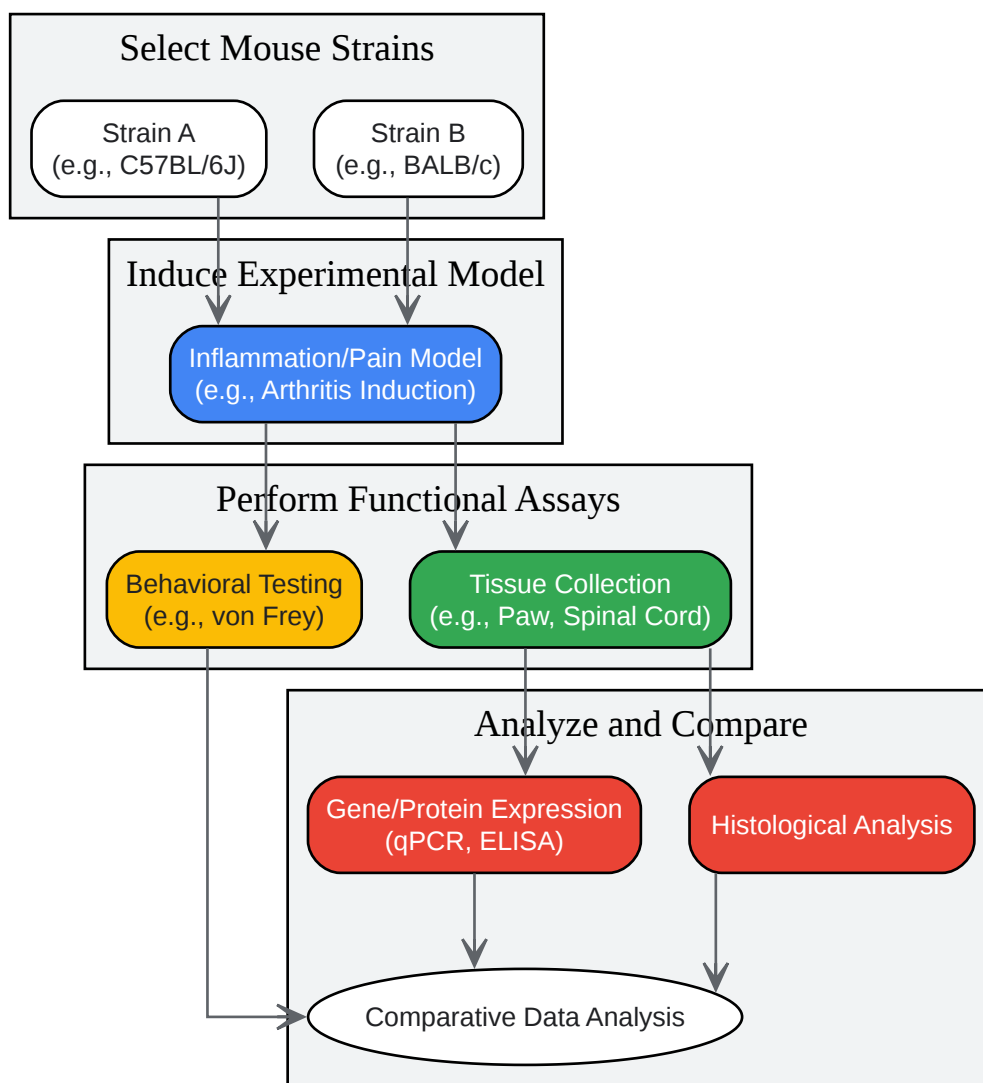 Select Mouse Strains
Strain A
(e.g., C57BL/6J)
Strain B
(e.g., BALB/c)
Induce Experimental Model
Inflammation/Pain Model
(e.g., Arthritis Induction)
Perform Functional Assays
Behavioral Testing
(e.g., von Frey)
Tissue Collection
(e.g., Paw, Spinal Cord)
Analyze and Compare
Gene/Protein Expression
(qPCR, ELISA)
Histological Analysis
Comparative Data Analysis